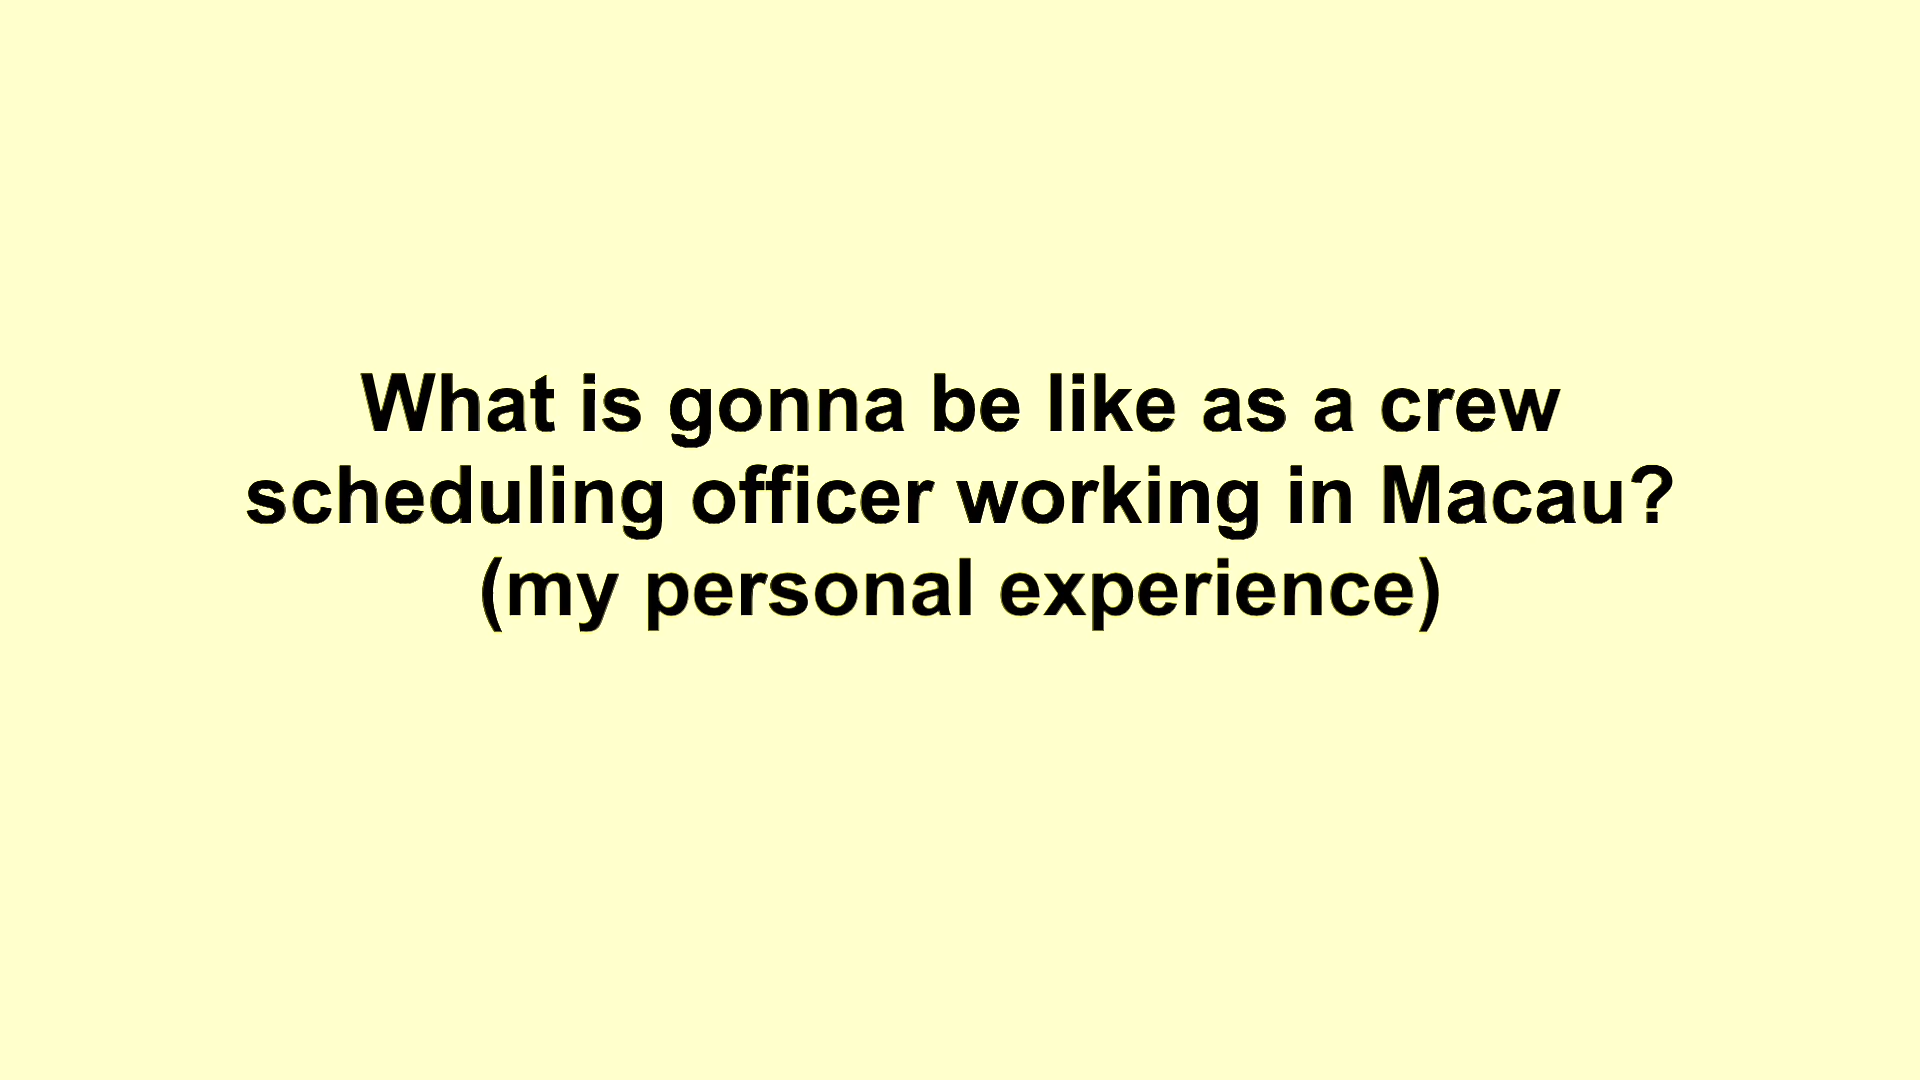 What is gonna be like as a crew
scheduling officer working in Macau?
(my personal experience)